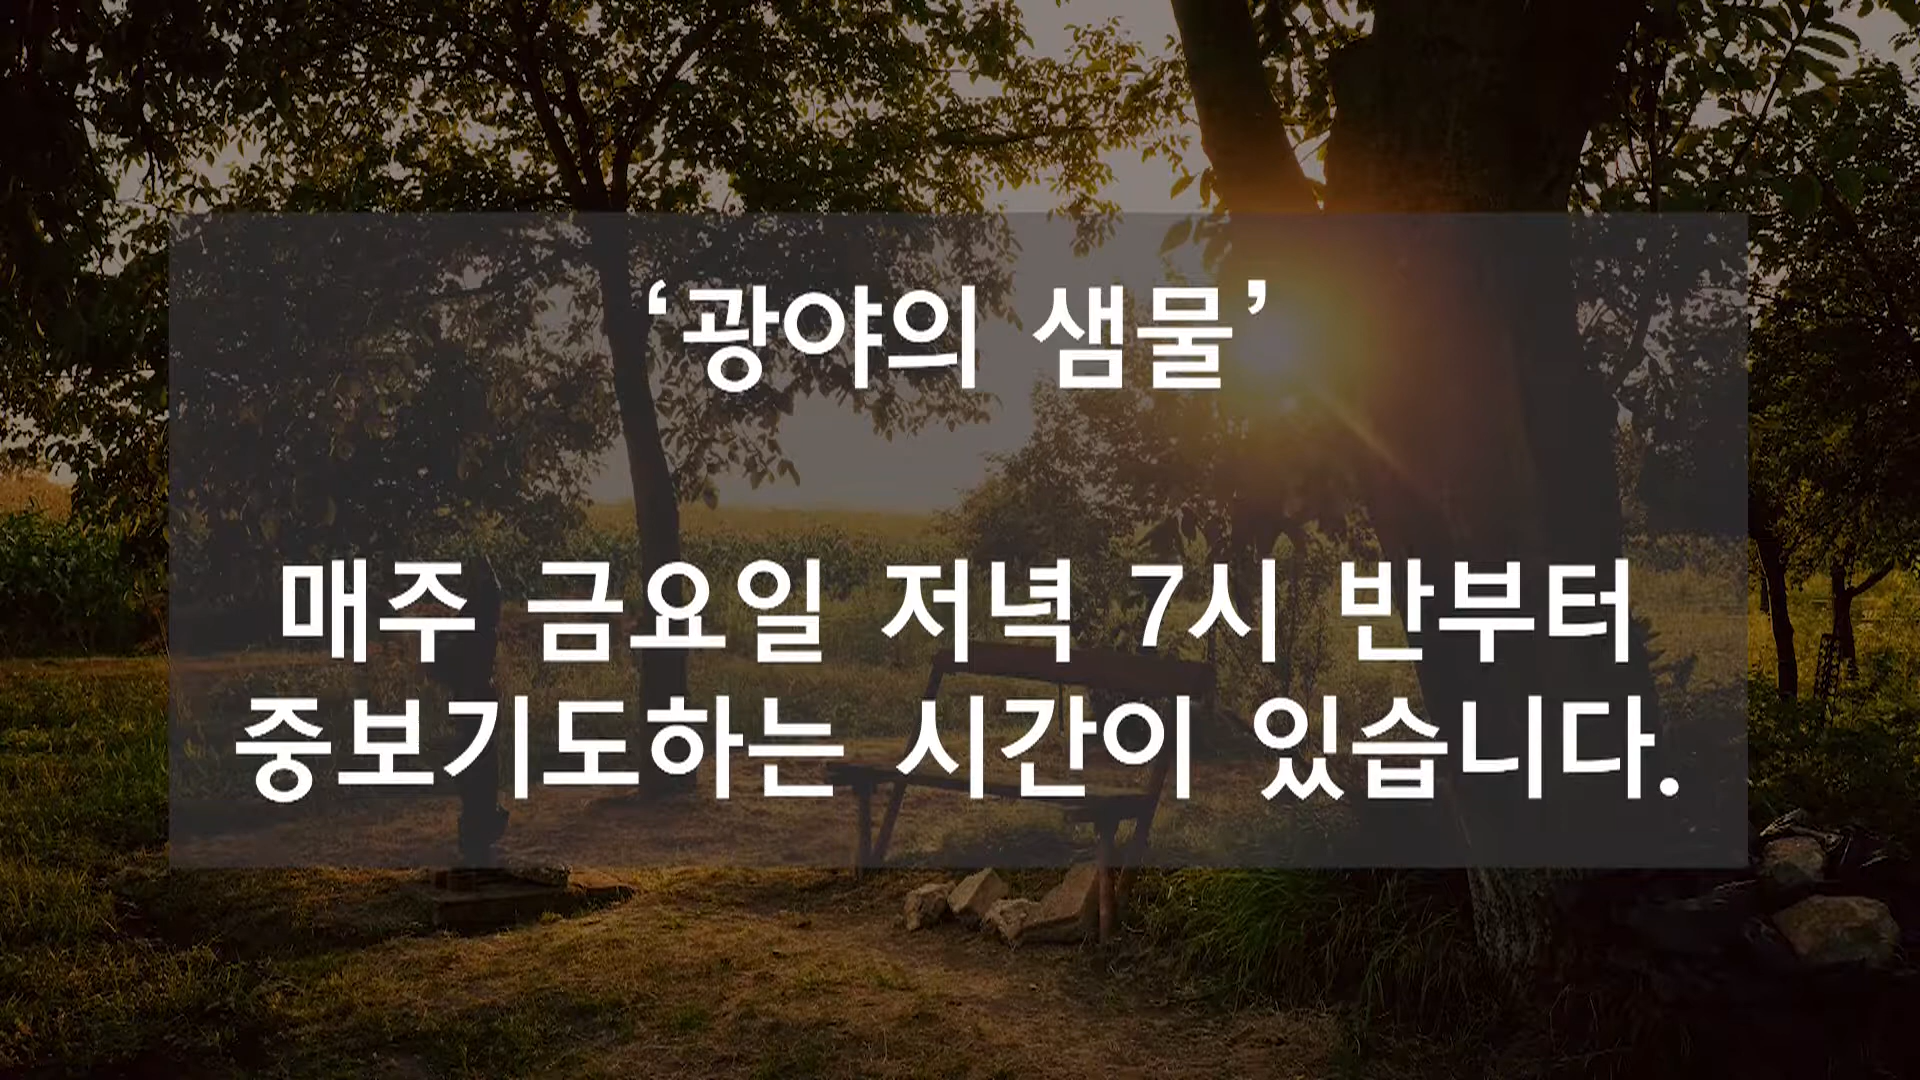 ‘광야의 샘물’
매주 금요일 저녁 7시 반부터
중보기도하는 시간이 있습니다.